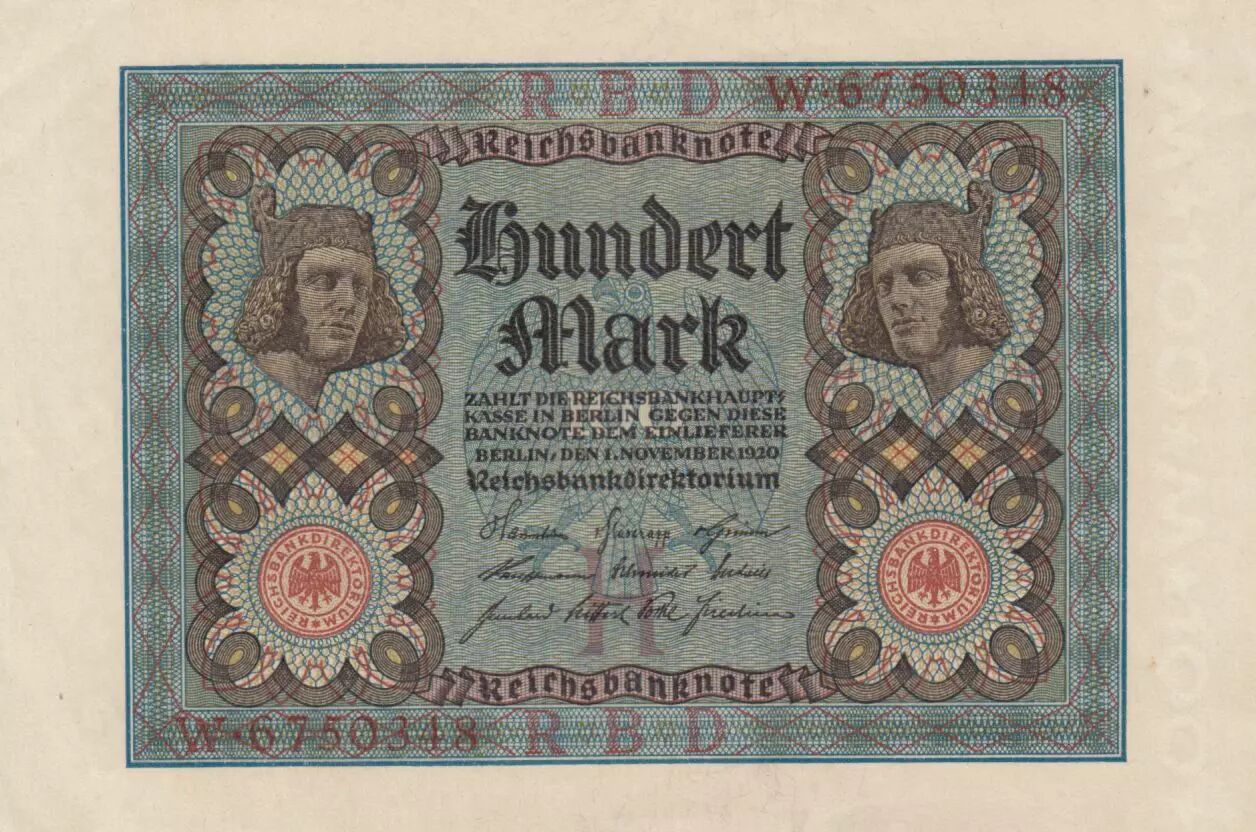 R B D W·6750348
Reichsbanknote
Hundert
Mark
ZAHLT DIE REICHSBANKHAUPT-
KASSE IN BERLIN GEGEN DIESE
BANKNOTE DEM EINLIEFERER
BERLIN, DEN 1. NOVEMBER 1920
Reichsbankdirektorium
REICHSBANKDIREKTORIUM
REICHSBANKDIREKTORIUM
H
Reichsbanknote
W·6750348 R B D